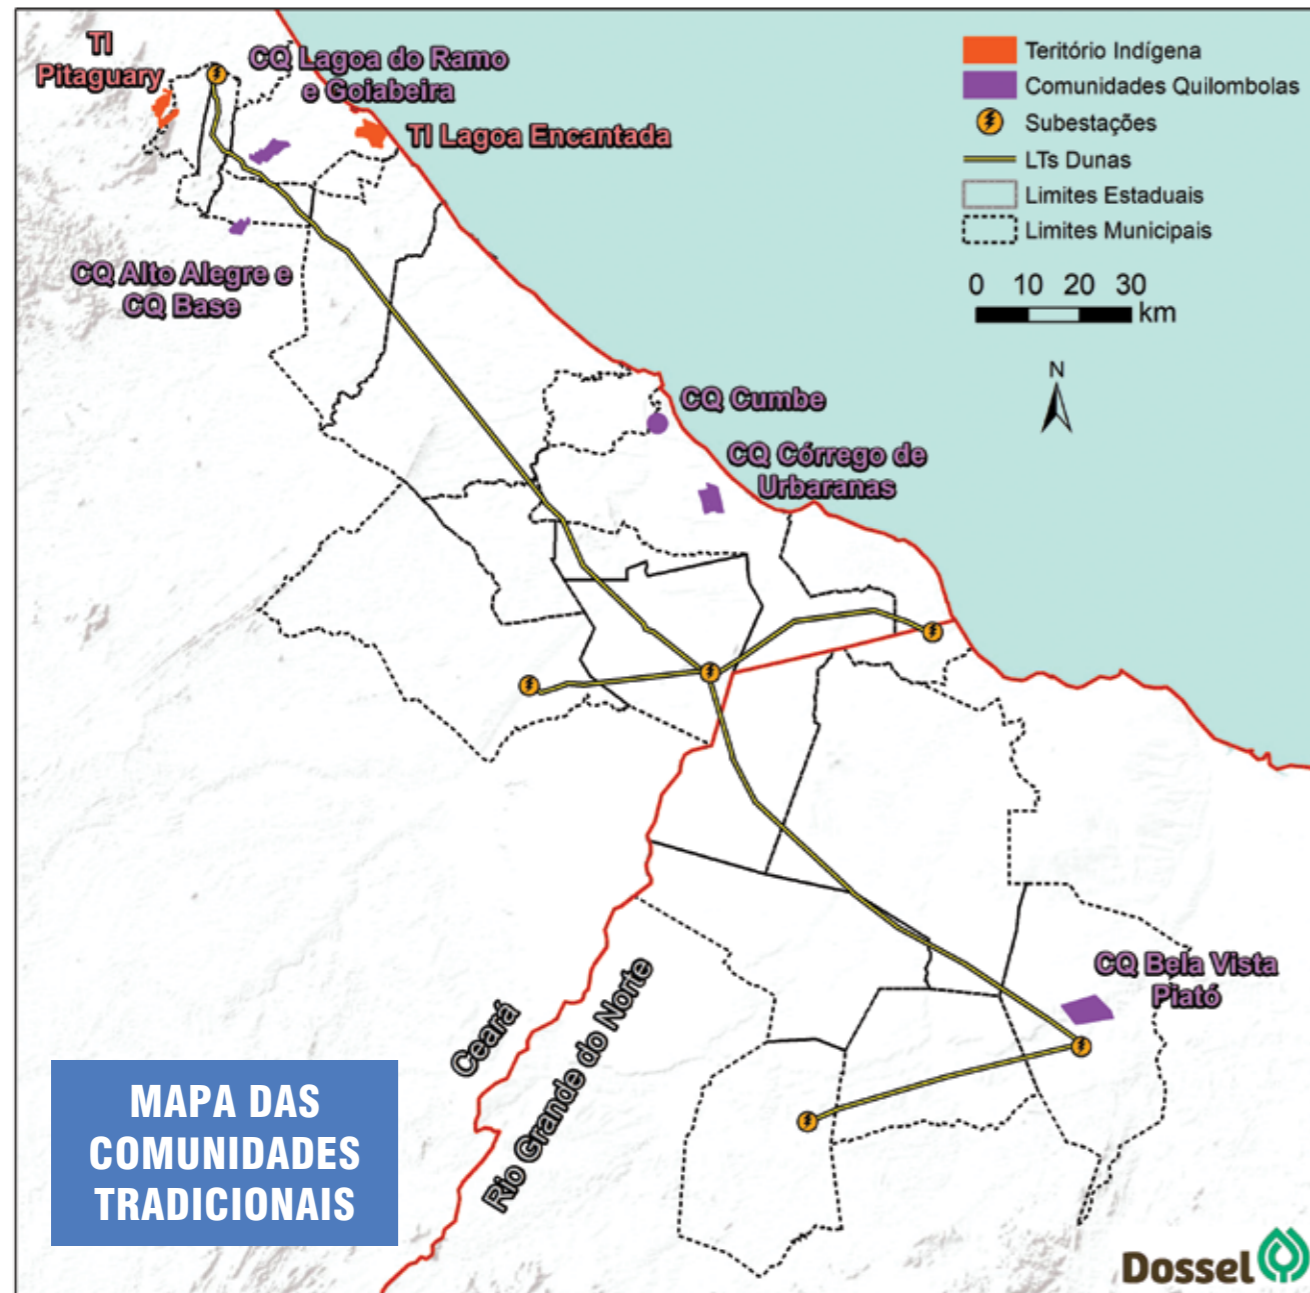 TI
Pitaguary
CQ Lagoa do Ramo
e Goiabeira
TI Lagoa Encantada
Teritório Indígena
Comunidades Quilombolas
Subestações
LTs Dunas
Limites Estaduais
Limites Municipais
0 10 20 30
km
N
CQ Alto Alegre e
CQ Base
CQ Cumbe
CQ Córrego de
Urbaranas
CQ Bela Vista
Piató
Ceará
Rio Grande do Norte
MAPA DAS
COMUNIDADES
TRADICIONAIS
Dossel